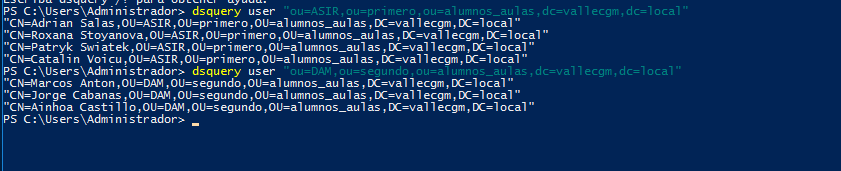 Escriba dsquery /? para obtener ayuda.
PS C:\Users\Administrador> dsquery user "ou=ASIR,ou=primero,ou=alumnos_aulas,dc=vallecgm,dc=local"
"CN=Adrian Salas,OU=ASIR,OU=primero,OU=alumnos_aulas,DC=vallecgm,DC=local"
"CN=Roxana Stoyanova,OU=ASIR,OU=primero,OU=alumnos_aulas,DC=vallecgm,DC=local"
"CN=Patryk Swiatek,OU=ASIR,OU=primero,OU=alumnos_aulas,DC=vallecgm,DC=local"
"CN=Catalin Voicu,OU=ASIR,OU=primero,OU=alumnos_aulas,DC=vallecgm,DC=local"
PS C:\Users\Administrador> dsquery user "ou=DAM,ou=segundo,ou=alumnos_aulas,dc=vallecgm,dc=local"
"CN=Marcos Anton,OU=DAM,OU=segundo,OU=alumnos_aulas,DC=vallecgm,DC=local"
"CN=Jorge Cabanas,OU=DAM,OU=segundo,OU=alumnos_aulas,DC=vallecgm,DC=local"
"CN=Ainhoa Castillo,OU=DAM,OU=segundo,OU=alumnos_aulas,DC=vallecgm,DC=local"
PS C:\Users\Administrador> _